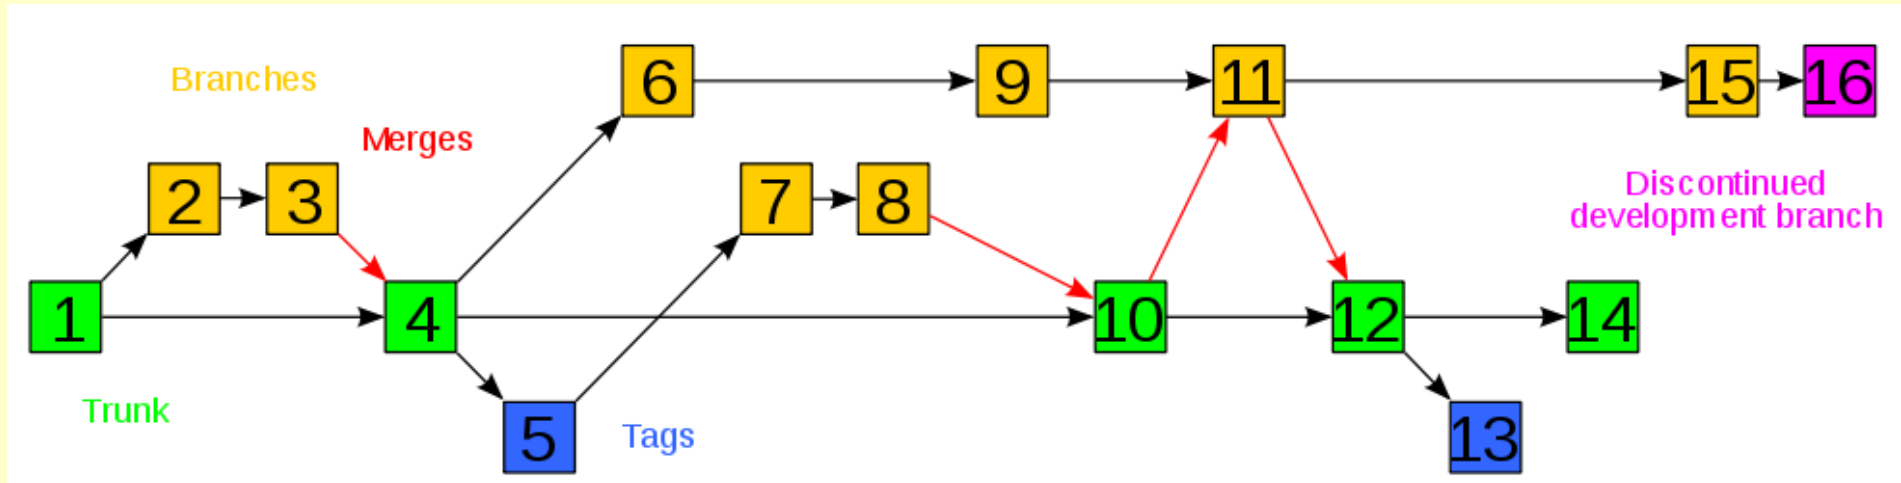 Branches
Merges
6
9
11
15
16
2
3
7
8
Discontinued
development branch
1
4
10
12
14
Trunk
5
Tags
13